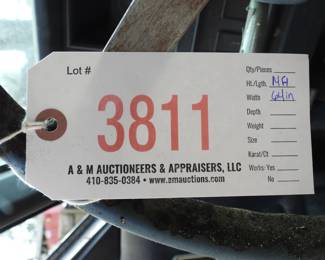 Lot #
3811
A & M AUCTIONEERS & APPRAISERS, LLC
410-835-0384 • www.amauctions.com
Qty/Pieces
Ht./Lgth. MA
Width 64in
Depth
Weight
Size
Karat/Ct
Works: Yes
No